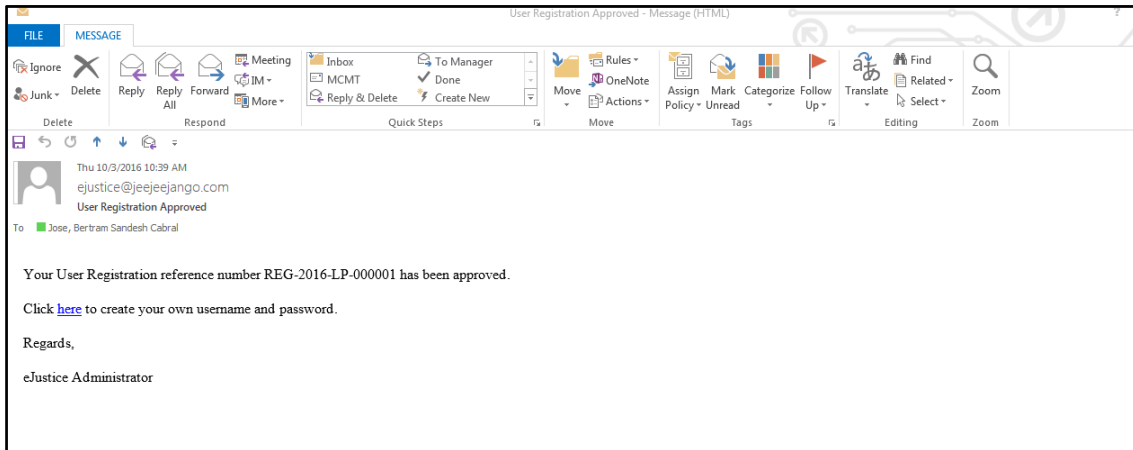 User Registration Approved - Message (HTML)
?
FILE MESSAGE
Ignore
Junk
Delete
Reply
Reply All
Forward
Meeting
IM
More
Inbox
MCMT
Reply & Delete
To Manager
Done
Create New
Move
Rules
OneNote
Actions
Assign Policy
Mark Unread
Categorize
Follow Up
Translate
Find
Related
Select
Zoom
Delete Respond Quick Steps Move Tags Editing Zoom
Thu 10/3/2016 10:39 AM
ejustice@jeejeejango.com
User Registration Approved
To Jose, Bertram Sandesh Cabral
Your User Registration reference number REG-2016-LP-000001 has been approved.
Click here to create your own username and password.
Regards,
eJustice Administrator